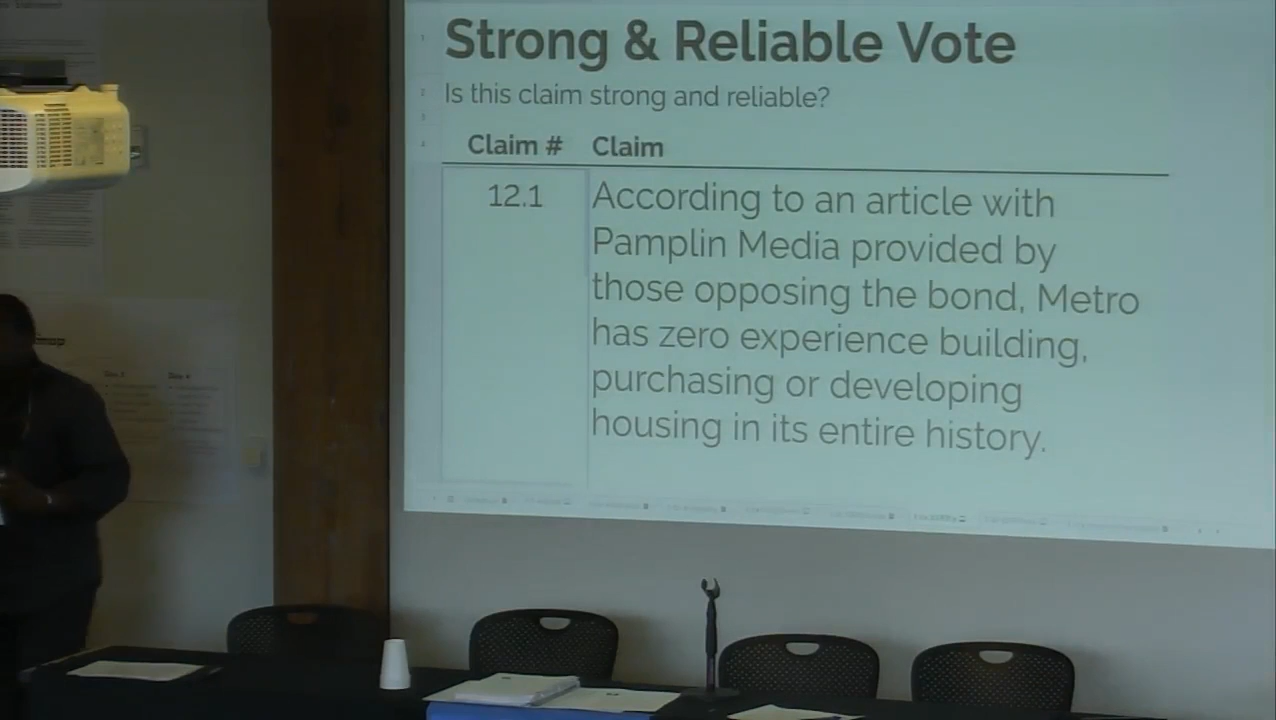 Strong & Reliable Vote
Is this claim strong and reliable?
Claim # Claim
12.1 According to an article with
Pamplin Media provided by
those opposing the bond, Metro
has zero experience building,
purchasing or developing
housing in its entire history.